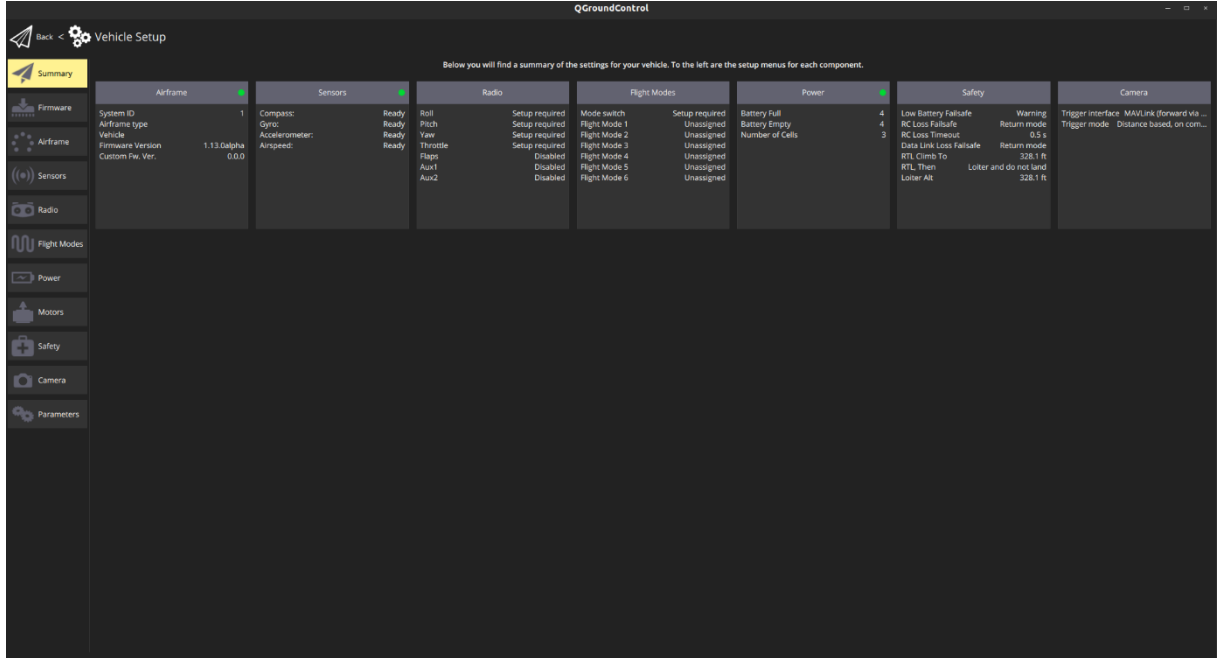 QGroundControl
Back < Vehicle Setup
Below you will find a summary of the settings for your vehicle. To the left are the setup menus for each component.
Summary
Firmware
Airframe
Sensors
Radio
Flight Modes
Power
Motors
Safety
Camera
Parameters
Airframe
System ID 1
Airframe type
Vehicle
Firmware Version 1.13.0alpha
Custom Fw. Ver. 0.0.0
Sensors
Compass: Ready
Gyro: Ready
Accelerometer: Ready
Airspeed: Ready
Radio
Roll Setup required
Pitch Setup required
Yaw Setup required
Throttle Setup required
Flaps Disabled
Aux1 Disabled
Aux2 Disabled
Flight Modes
Mode switch Setup required
Flight Mode 1 Unassigned
Flight Mode 2 Unassigned
Flight Mode 3 Unassigned
Flight Mode 4 Unassigned
Flight Mode 5 Unassigned
Flight Mode 6 Unassigned
Power
Battery Full 4
Battery Empty 4
Number of Cells 3
Safety
Low Battery Failsafe Warning
RC Loss Failsafe Return mode
RC Loss Timeout 0.5 s
Data Link Loss Failsafe Return mode
RTL Climb To 328.1 ft
RTL, Then Loiter and do not land
Loiter Alt 328.1 ft
Camera
Trigger interface MAVLink (forward via ...
Trigger mode Distance based, on com...